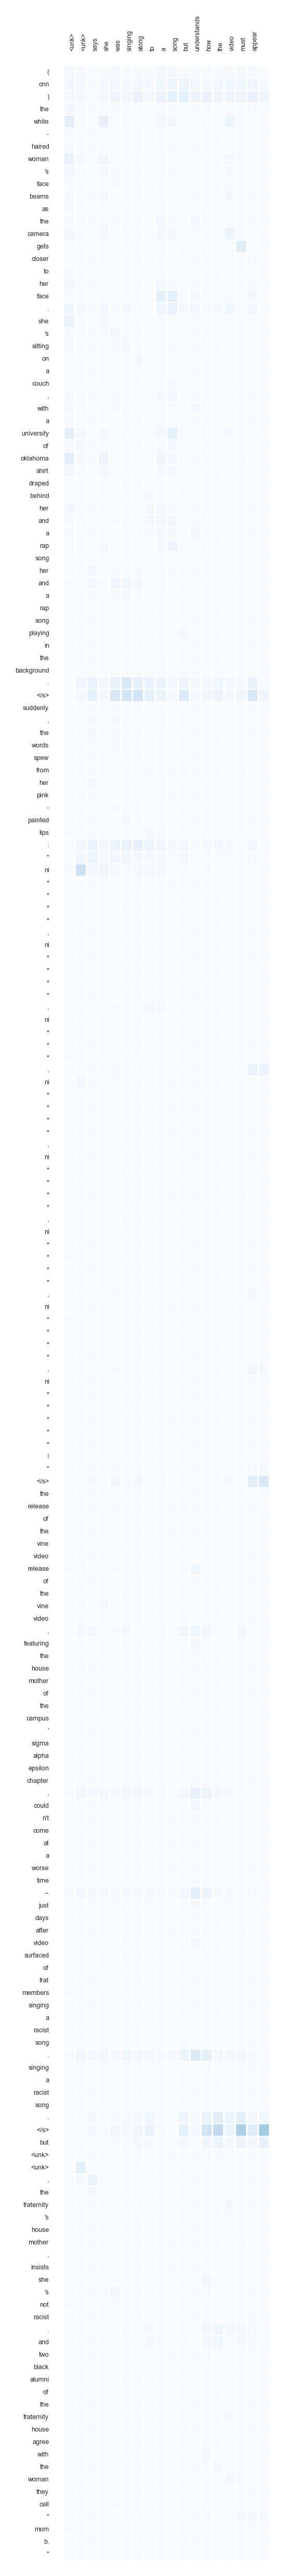 <unk>
<unk>
says
she
was
singing
along
to
a
song
but
understands
how
the
video
must
appear
(
cnn
)
the
white
-
haired
woman
's
face
beams
as
the
camera
gets
closer
to
her
face
.
she
's
sitting
on
a
couch
,
with
a
university
of
oklahoma
shirt
draped
behind
her
and
a
rap
song
her
and
a
rap
song
playing
in
the
background
.
</s>
suddenly
,
the
words
spew
from
her
pink
-
painted
lips
:
"
ni
*
*
*
*
,
ni
*
*
*
*
,
ni
*
*
*
,
ni
*
*
*
*
,
ni
*
*
*
*
,
ni
*
*
*
*
,
ni
*
*
*
*
,
ni
*
*
*
*
*
!
"
</s>
the
release
of
the
vine
video
release
of
the
vine
video
,
featuring
the
house
mother
of
the
campus
'
sigma
alpha
epsilon
chapter
,
could
n't
come
at
a
worse
time
--
just
days
after
video
surfaced
of
frat
members
singing
a
racist
song
.
singing
a
racist
song
.
</s>
but
<unk>
<unk>
,
the
fraternity
's
house
mother
,
insists
she
's
not
racist
.
and
two
black
alumni
of
the
fraternity
house
agree
with
the
woman
they
call
"
mom
b.
"